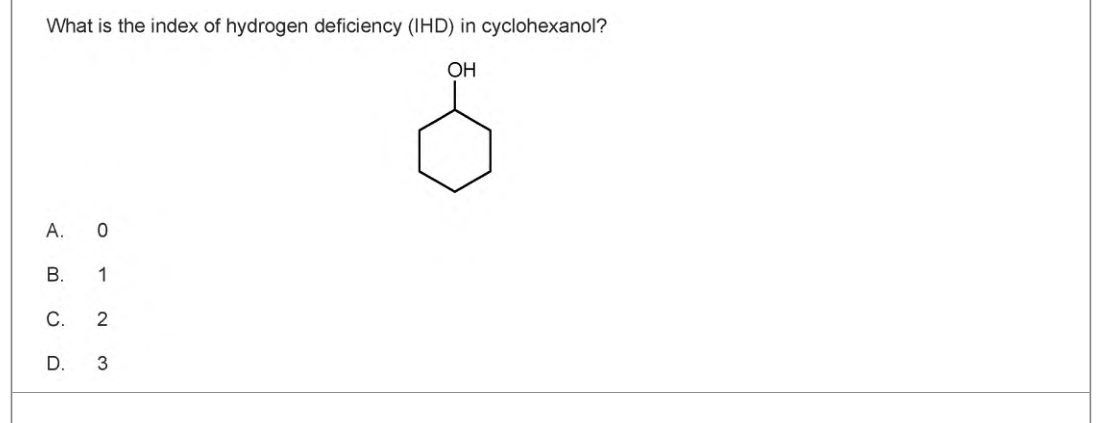 What is the index of hydrogen deficiency (IHD) in cyclohexanol?
OH
A. 0
B. 1
C. 2
D. 3